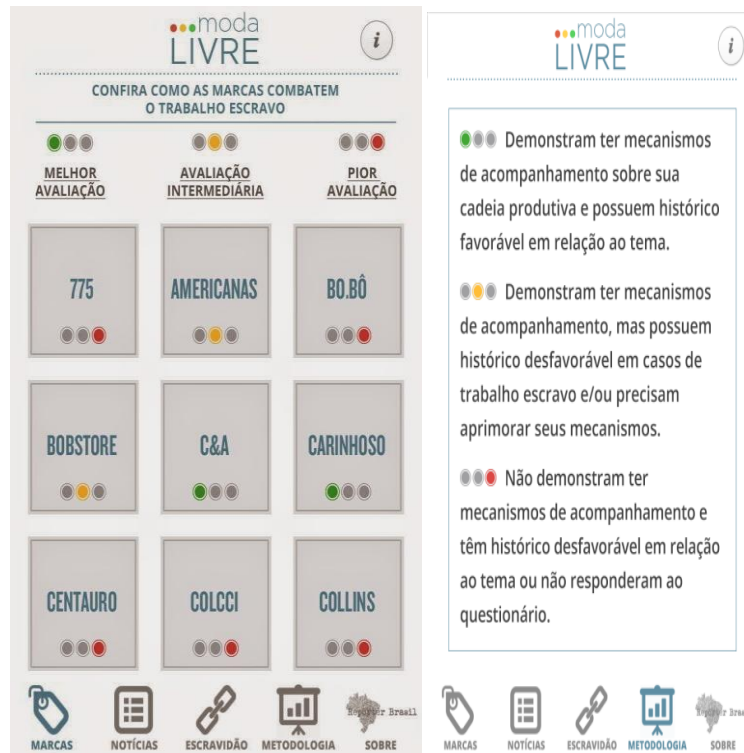 moda
LIVRE
i
CONFIRA COMO AS MARCAS COMBATEM
O TRABALHO ESCRAVO
MELHOR
AVALIAÇÃO
AVALIAÇÃO
INTERMEDIÁRIA
PIOR
AVALIAÇÃO
775
AMERICANAS
BO.BÔ
BOBSTORE
C&A
CARINHOSO
CENTAURO
COLCCI
COLLINS
MARCAS
NOTÍCIAS
ESCRAVIDÃO
METODOLOGIA
Repórter Brasil
SOBRE
moda
LIVRE
i
Demonstram ter mecanismos
de acompanhamento sobre sua
cadeia produtiva e possuem histórico
favorável em relação ao tema.
Demonstram ter mecanismos
de acompanhamento, mas possuem
histórico desfavorável em casos de
trabalho escravo e/ou precisam
aprimorar seus mecanismos.
Não demonstram ter
mecanismos de acompanhamento e
têm histórico desfavorável em relação
ao tema ou não responderam ao
questionário.
MARCAS
NOTÍCIAS
ESCRAVIDÃO
METODOLOGIA
Repórter Brasil
SOBRE